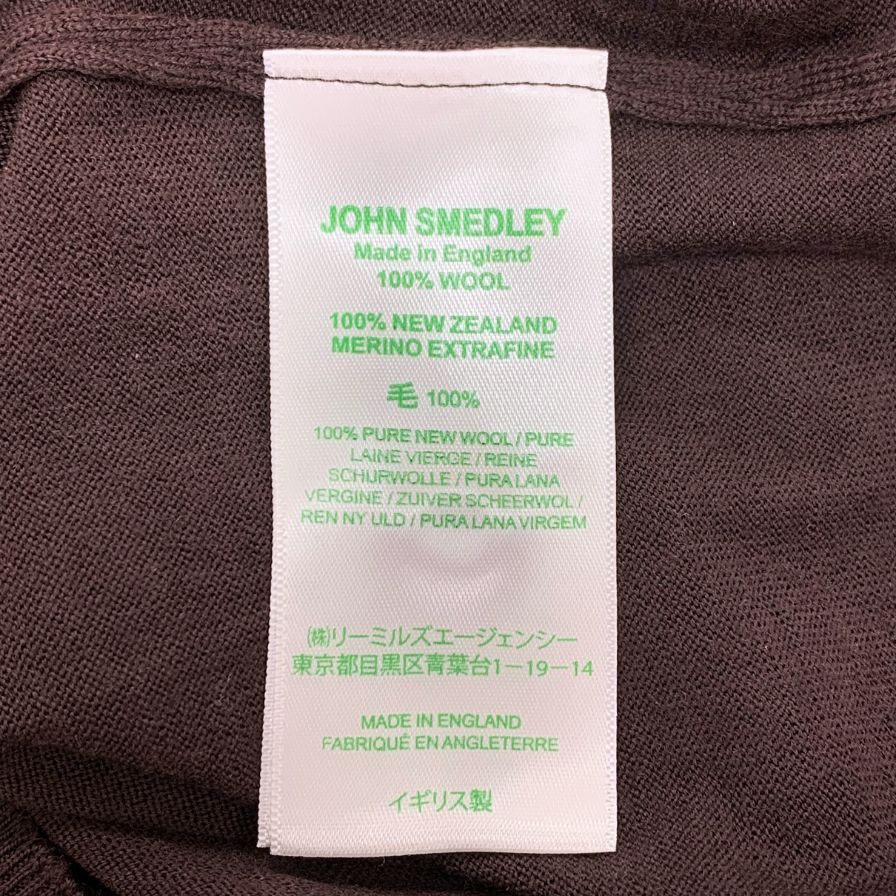 JOHN SMEDLEY
Made in England
100% WOOL
100% NEW ZEALAND
MERINO EXTRAFINE
毛 100%
100% PURE NEW WOOL / PURE
LAINE VIERGE / REINE
SCHURWOLLE / PURA LANA
VERGINE / ZUIVER SCHEERWOL /
REN NY ULD / PURA LANA VIRGEM
㈱リーミルズエージェンシー
東京都目黒区青葉台1−19−14
MADE IN ENGLAND
FABRIQUÉ EN ANGLETERRE
イギリス製